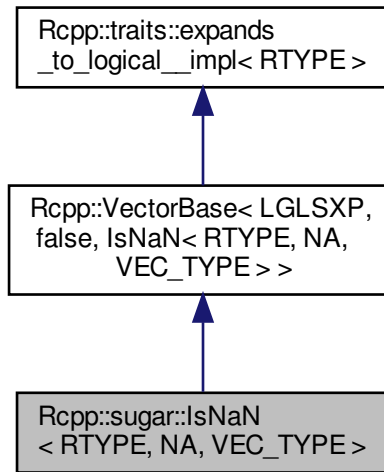 Rcpp::traits::expands
_to_logical__impl< RTYPE >
Rcpp::VectorBase< LGLSXP,
false, IsNaN< RTYPE, NA,
VEC_TYPE > >
Rcpp::sugar::IsNaN
< RTYPE, NA, VEC_TYPE >